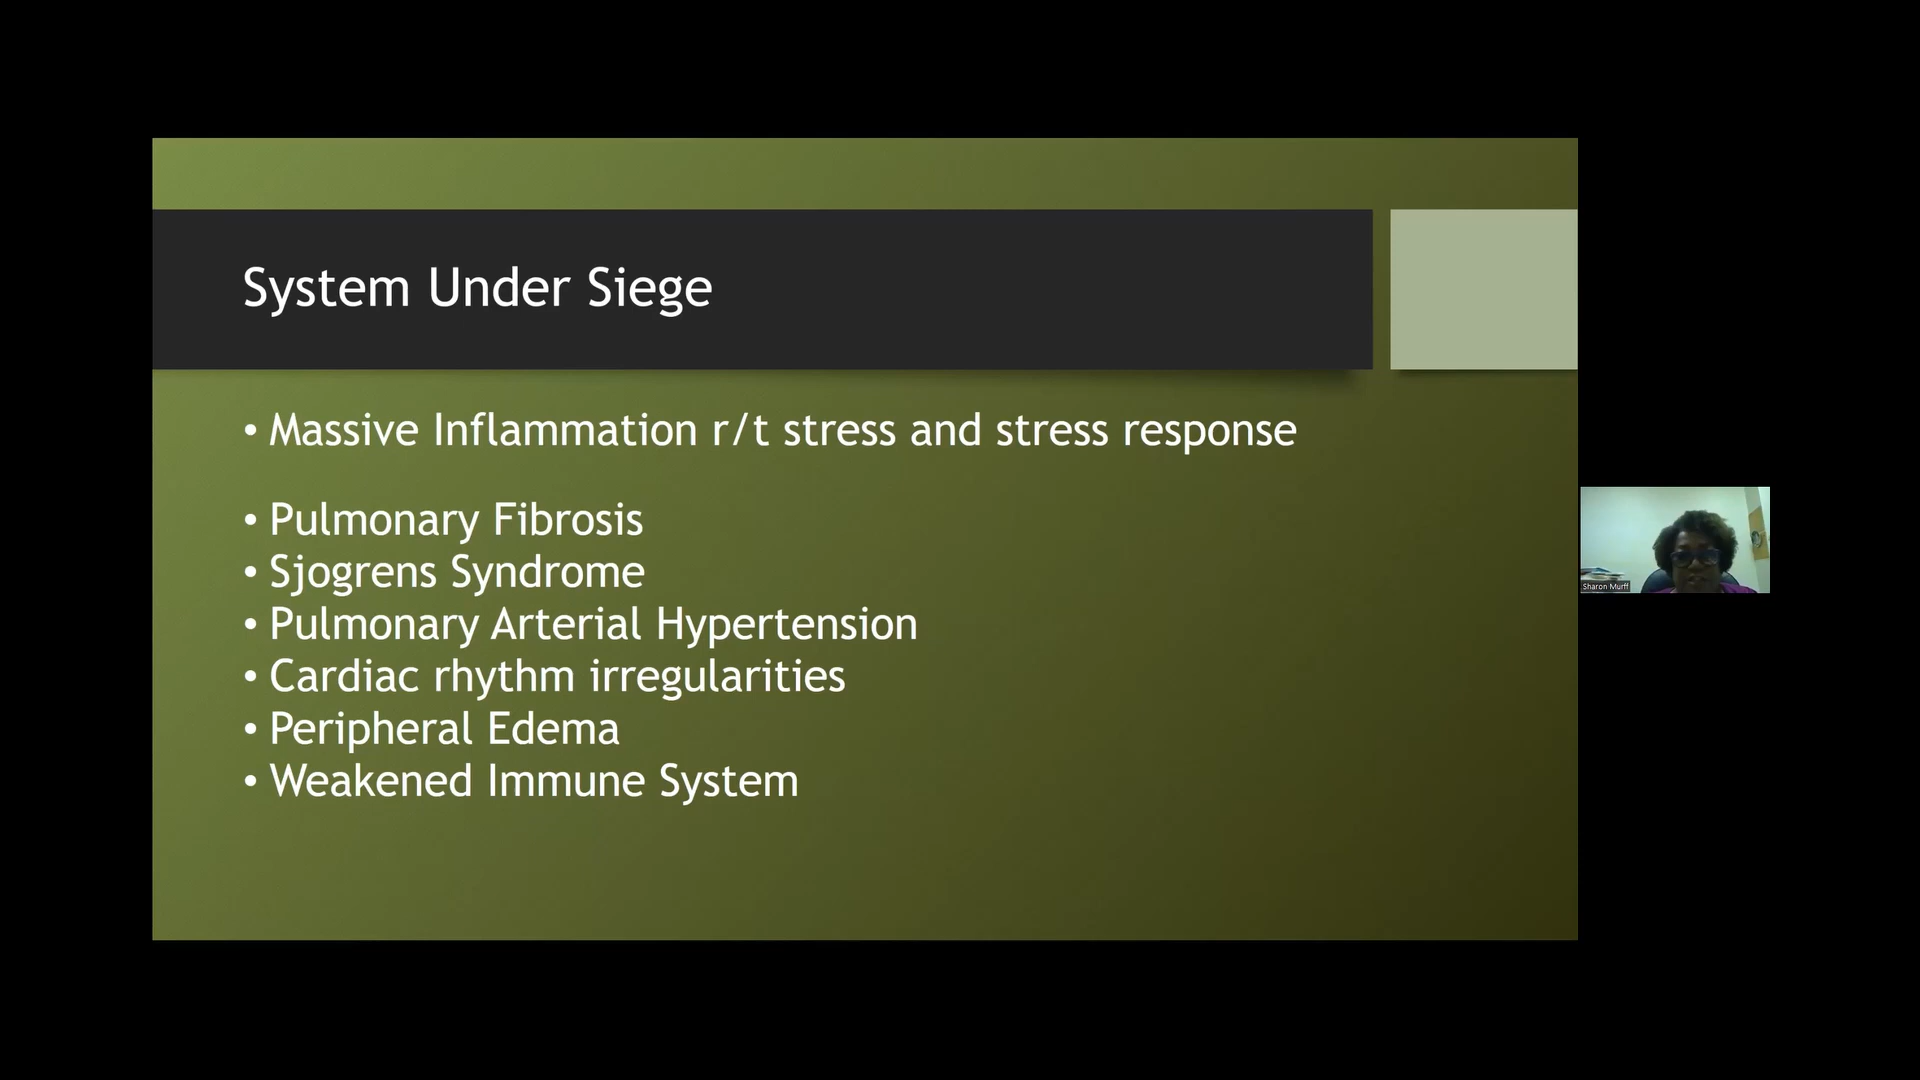 System Under Siege
• Massive Inflammation r/t stress and stress response
• Pulmonary Fibrosis
• Sjogrens Syndrome
• Pulmonary Arterial Hypertension
• Cardiac rhythm irregularities
• Peripheral Edema
• Weakened Immune System
Sharon Murff